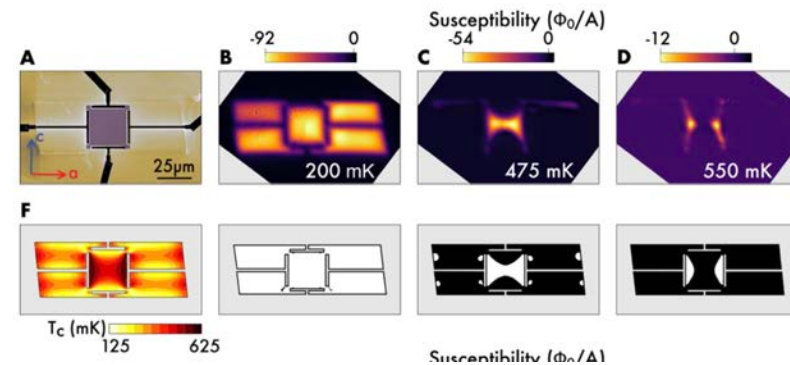 Susceptibility (Φ₀/A)
-92 0
-54 0
-12 0
A B C D
c
a
25μm
200 mK
475 mK
550 mK
F
T_c (mK)
125 625
Susceptibility (Φ₀/A)